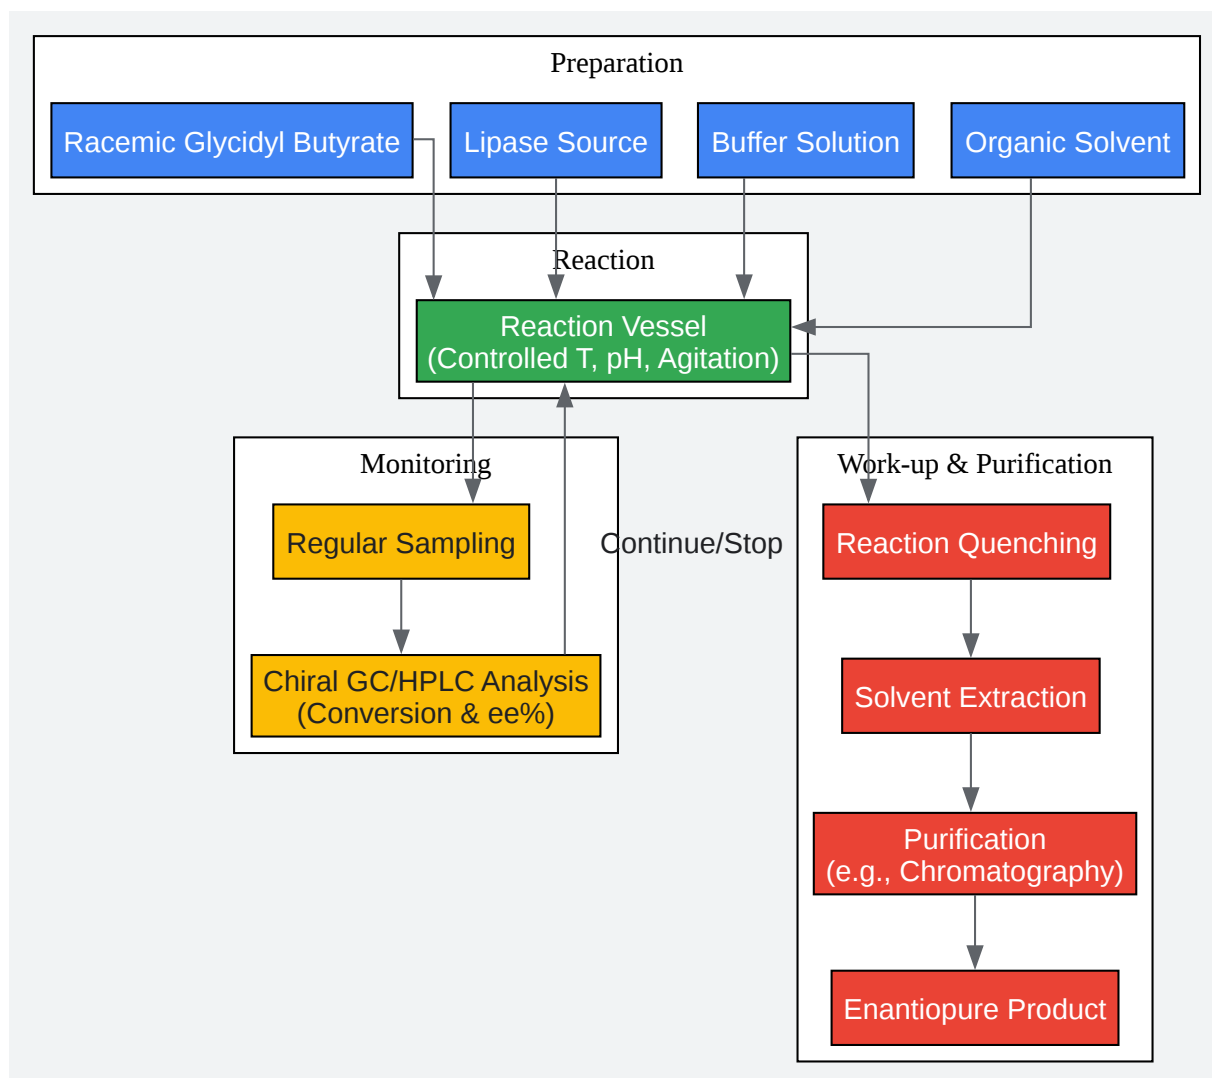 Preparation
Racemic Glycidyl Butyrate
Lipase Source
Buffer Solution
Organic Solvent
Reaction
Reaction Vessel
(Controlled T, pH, Agitation)
Monitoring
Regular Sampling
Continue/Stop
Chiral GC/HPLC Analysis
(Conversion & ee%)
Work-up & Purification
Reaction Quenching
Solvent Extraction
Purification
(e.g., Chromatography)
Enantiopure Product